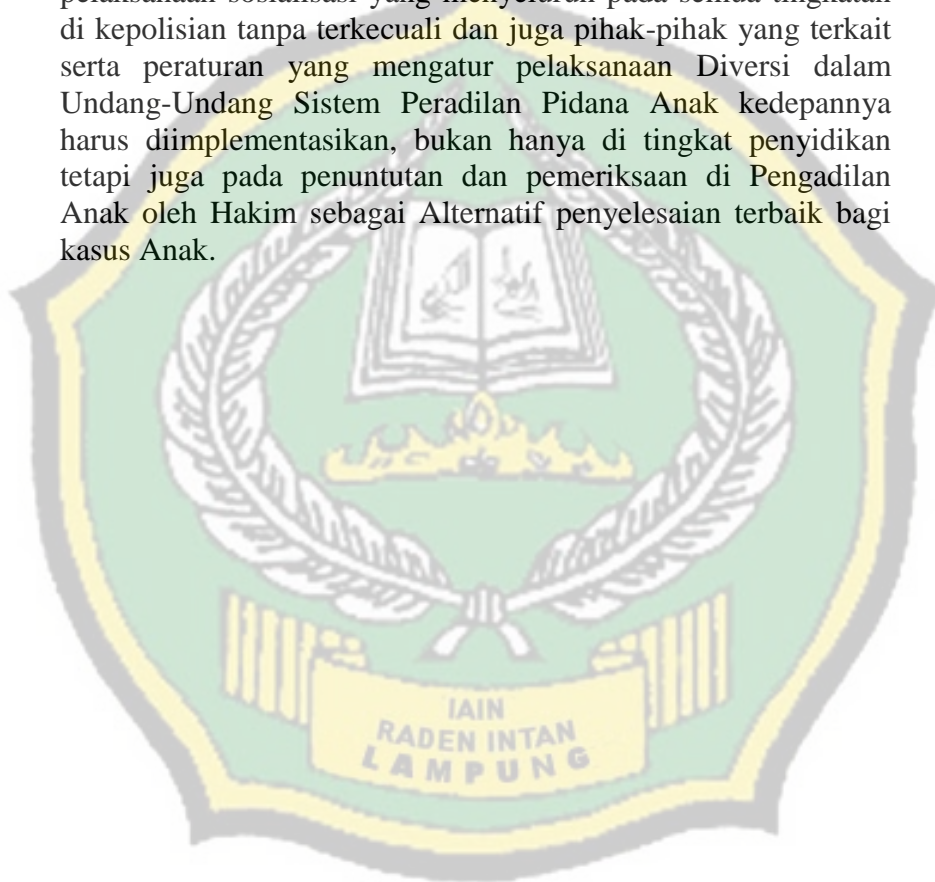 pelaksanaan sosialisasi yang menyeluruh pada semua tingkatan
di kepolisian tanpa terkecuali dan juga pihak-pihak yang terkait
serta peraturan yang mengatur pelaksanaan Diversi dalam
Undang-Undang Sistem Peradilan Pidana Anak kedepannya
harus diimplementasikan, bukan hanya di tingkat penyidikan
tetapi juga pada penuntutan dan pemeriksaan di Pengadilan
Anak oleh Hakim sebagai Alternatif penyelesaian terbaik bagi
kasus Anak.
IAIN
RADEN INTAN
LAMPUNG